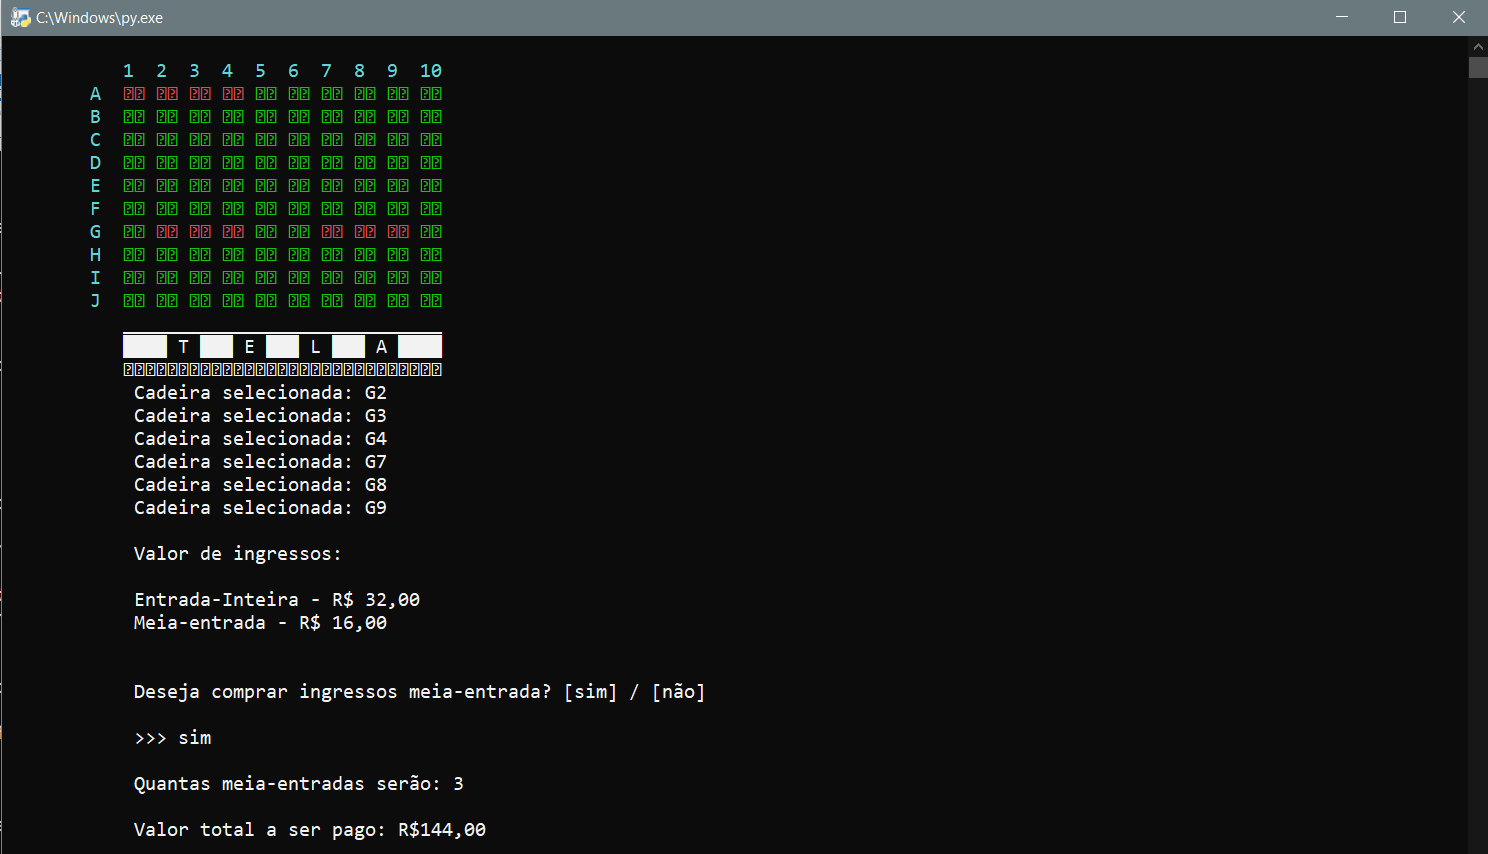 C:\Windows\py.exe
1 2 3 4 5 6 7 8 9 10
A
B
C
D
E
F
G
H
I
J
T E L A
Cadeira selecionada: G2
Cadeira selecionada: G3
Cadeira selecionada: G4
Cadeira selecionada: G7
Cadeira selecionada: G8
Cadeira selecionada: G9
Valor de ingressos:
Entrada-Inteira - R$ 32,00
Meia-entrada - R$ 16,00
Deseja comprar ingressos meia-entrada? [sim] / [não]
>>> sim
Quantas meia-entradas serão: 3
Valor total a ser pago: R$144,00